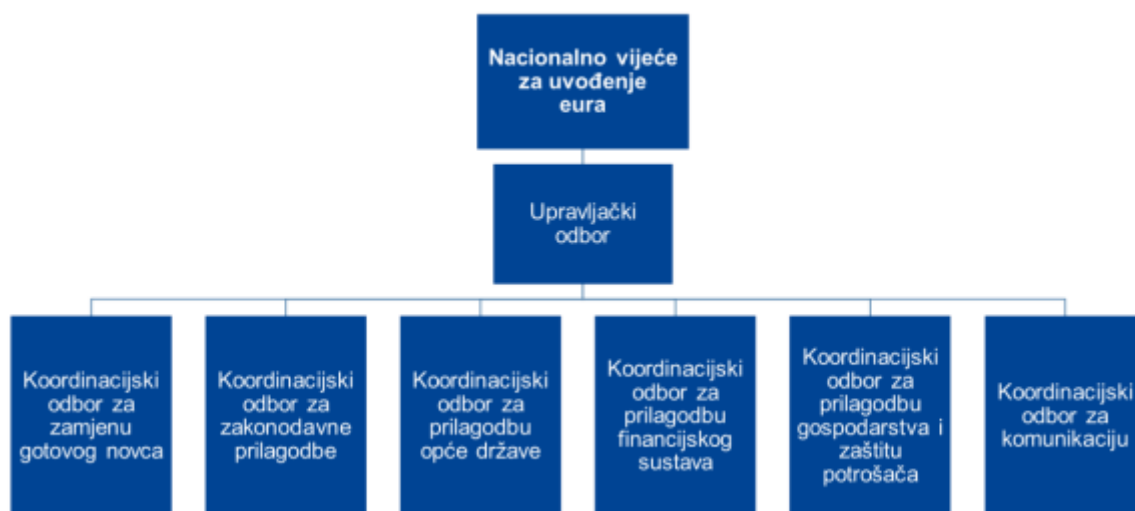 Nacionalno vijeće
za uvođenje
eura
Upravljački
odbor
Koordinacijski
odbor za
zamjenu
gotovog novca
Koordinacijski
odbor za
zakonodavne
prilagodbe
Koordinacijski
odbor za
prilagodbu
opće države
Koordinacijski
odbor za
prilagodbu
financijskog
sustava
Koordinacijski
odbor za
prilagodbu
gospodarstva i
zaštitu
potrošača
Koordinacijski
odbor za
komunikaciju